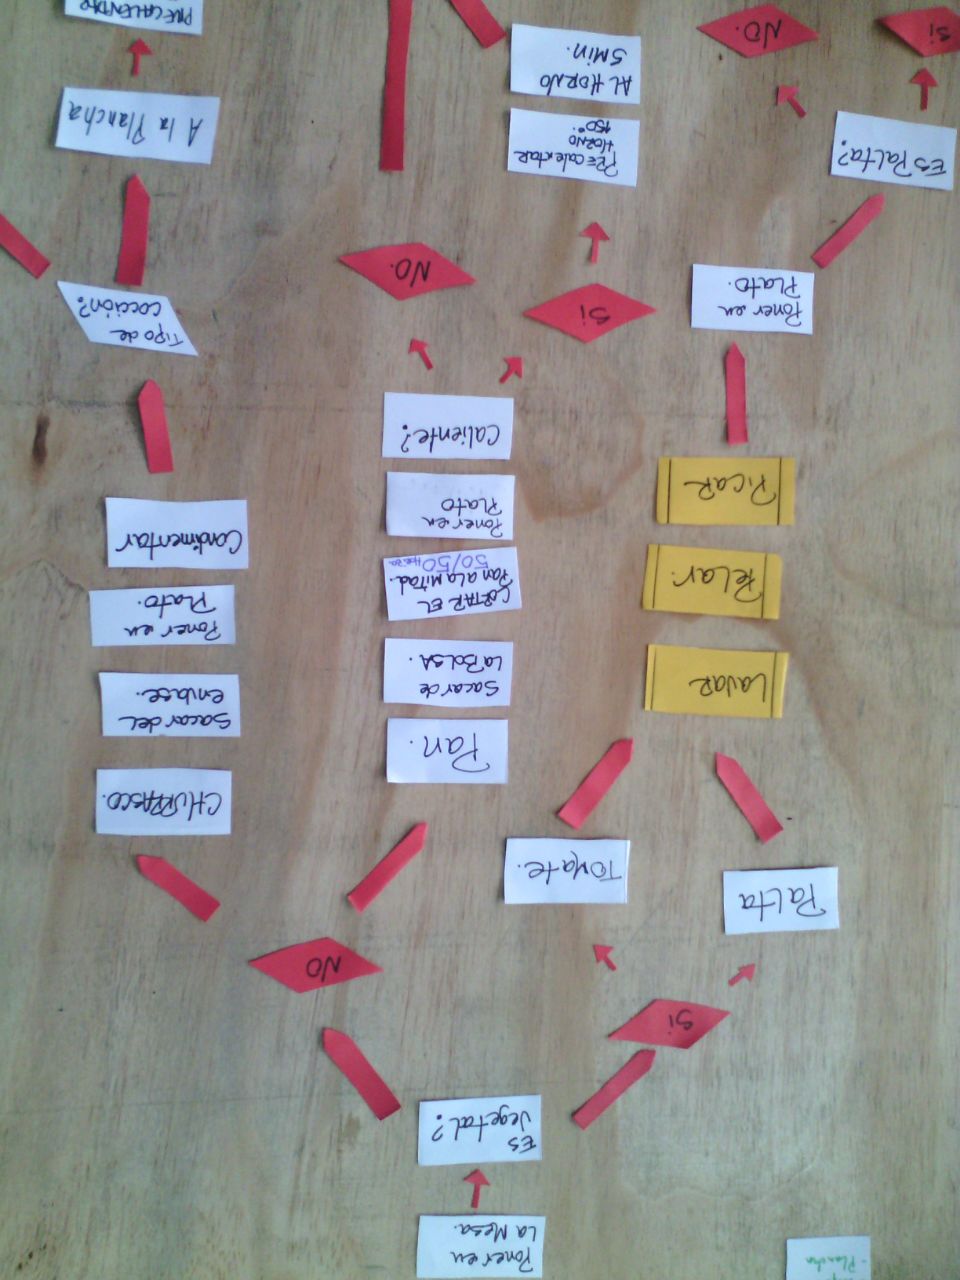 - Plancha
Poner en
La Mesa.
ES
Vegetal?
Si
Palta
Tomate.
LavaR
Pelar.
PicaR
Poner en
Plato.
ES Palta?
Si
NO.
NO
Pan.
Sacar de
La Bolsa.
CORTAR EL
Pan a la mitad.
50/50
Poner en
Plato
Caliente?
Si
NO.
PRECalentar
HORNO
150°
AL HORNO
5 Min.
CHURRASCO.
Sacar del
envase.
Poner en
Plato.
Condimentar
Tipo de
cocción?
A la Plancha
PRECALENTAR